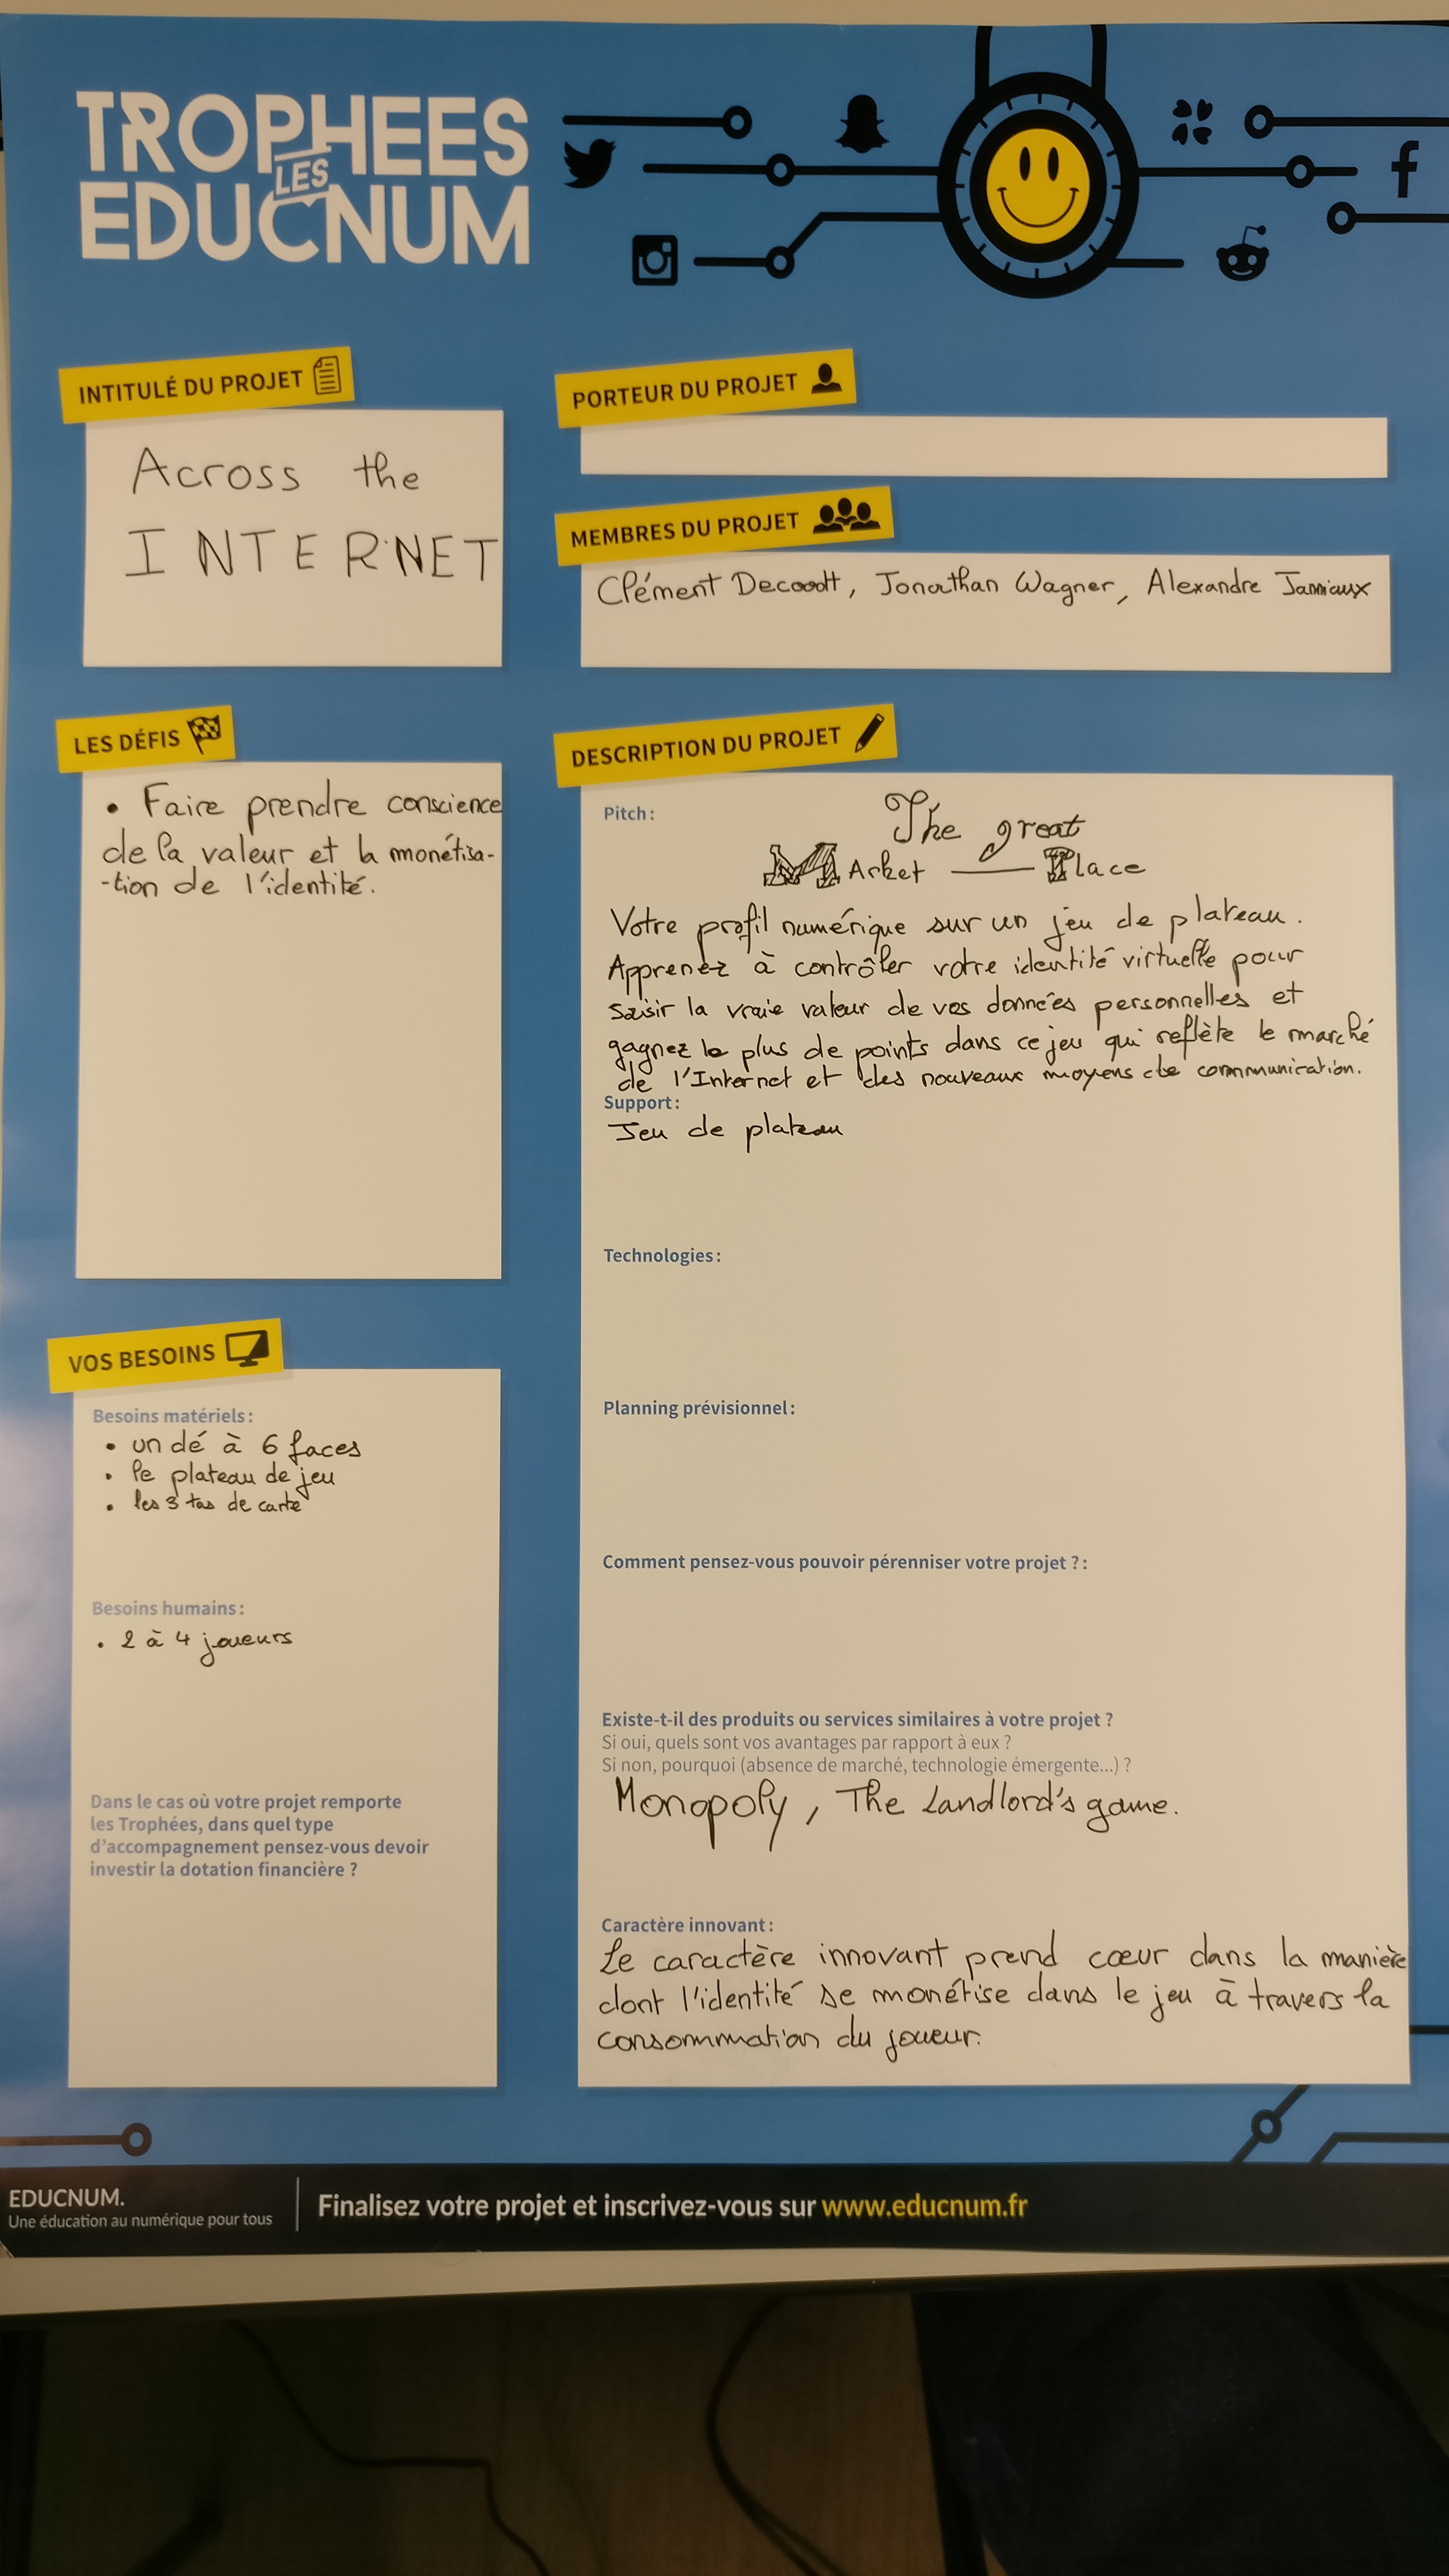 TROPHEES
LES
EDUCNUM
INTITULÉ DU PROJET
Across the
INTERNET
PORTEUR DU PROJET
MEMBRES DU PROJET
Clément Decoodt, Jonathan Wagner, Alexandre Jamiaux
LES DÉFIS
• Faire prendre conscience
de la valeur et la monétisa-
-tion de l'identité.
VOS BESOINS
Besoins matériels :
• un dé à 6 faces
• le plateau de jeu
• les 3 tas de carte
Besoins humains :
• 2 à 4 joueurs
Dans le cas où votre projet remporte
les Trophées, dans quel type
d'accompagnement pensez-vous devoir
investir la dotation financière ?
DESCRIPTION DU PROJET
Pitch :
The great
MArket — Place
Votre profil numérique sur un jeu de plateau.
Apprenez à contrôler votre identité virtuelle pour
saisir la vraie valeur de vos données personnelles et
gagnez le plus de points dans ce jeu qui reflète le marché
de l'Internet et des nouveaux moyens de communication.
Support :
Jeu de plateau
Technologies :
Planning prévisionnel :
Comment pensez-vous pouvoir pérenniser votre projet ? :
Existe-t-il des produits ou services similaires à votre projet ?
Si oui, quels sont vos avantages par rapport à eux ?
Si non, pourquoi (absence de marché, technologie émergente...) ?
Monopoly, The Landlord's game.
Caractère innovant :
Le caractère innovant prend cœur dans la manière
dont l'identité se monétise dans le jeu à travers la
consommation du joueur.
EDUCNUM.
Une éducation au numérique pour tous
Finalisez votre projet et inscrivez-vous sur www.educnum.fr